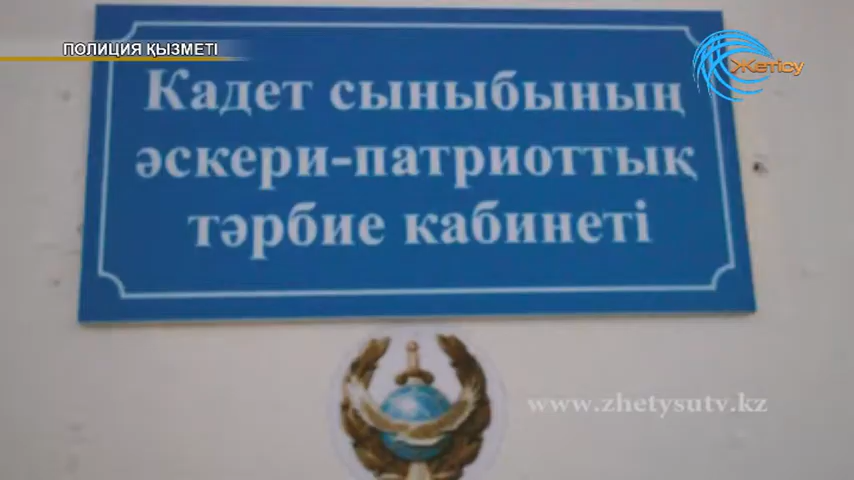 ПОЛИЦИЯ ҚЫЗМЕТІ
Жетісу
Кадет сыныбының
әскери-патриоттық
тәрбие кабинеті
www.zhetysutv.kz